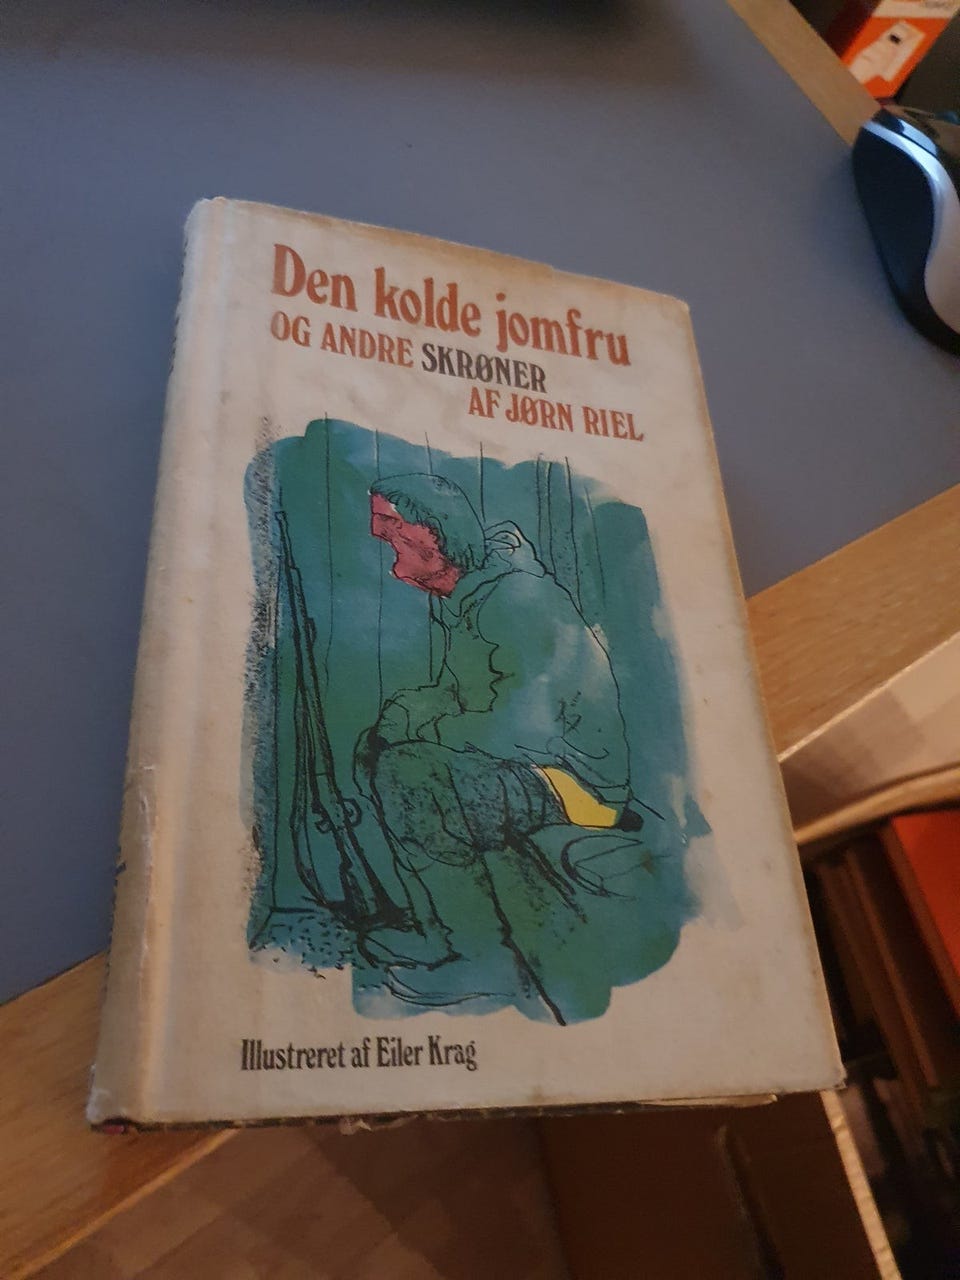 Den kolde jomfru
OG ANDRE SKRØNER
AF JØRN RIEL
Illustreret af Eiler Krag